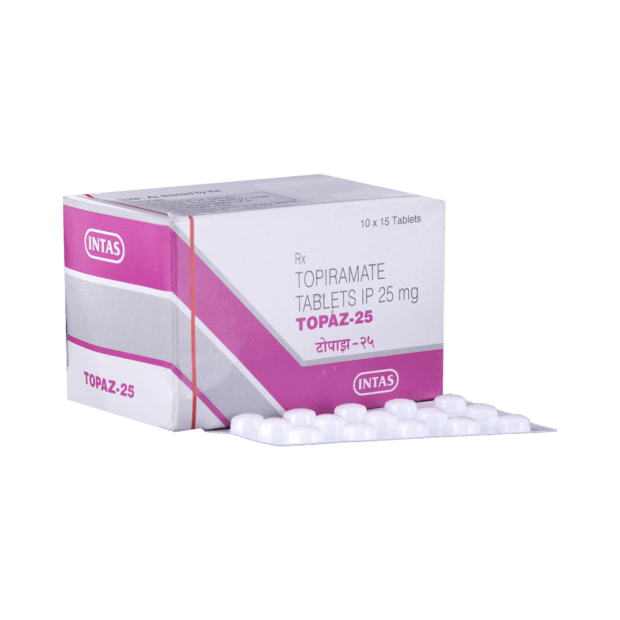 INTAS
TOPAZ-25
10 x 15 Tablets
Rx
TOPIRAMATE
TABLETS IP 25 mg
TOPAZ-25
टोपाझ-२५
INTAS